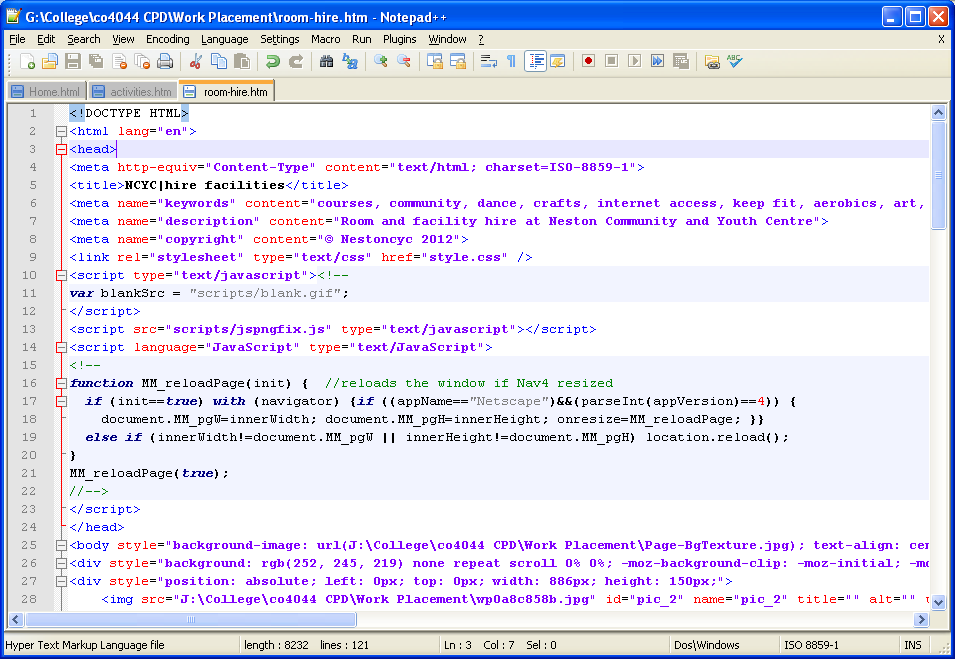 G:\College\co4044 CPD\Work Placement\room-hire.htm - Notepad++
File Edit Search View Encoding Language Settings Macro Run Plugins Window ? X
Home.html activities.htm room-hire.htm
1 <!DOCTYPE HTML>
2 <html lang="en">
3 <head>
4 <meta http-equiv="Content-Type" content="text/html; charset=ISO-8859-1">
5 <title>NCYC|hire facilities</title>
6 <meta name="keywords" content="courses, community, dance, crafts, internet access, keep fit, aerobics, art,
7 <meta name="description" content="Room and facility hire at Neston Community and Youth Centre">
8 <meta name="copyright" content="© Nestoncyc 2012">
9 <link rel="stylesheet" type="text/css" href="style.css" />
10 <script type="text/javascript"><!--
11 var blankSrc = "scripts/blank.gif";
12 </script>
13 <script src="scripts/jspngfix.js" type="text/javascript"></script>
14 <script language="JavaScript" type="text/JavaScript">
15 <!--
16 function MM_reloadPage(init) {  //reloads the window if Nav4 resized
17   if (init==true) with (navigator) {if ((appName=="Netscape")&&(parseInt(appVersion)==4)) {
18     document.MM_pgW=innerWidth; document.MM_pgH=innerHeight; onresize=MM_reloadPage; }}
19   else if (innerWidth!=document.MM_pgW || innerHeight!=document.MM_pgH) location.reload();
20 }
21 MM_reloadPage(true);
22 //-->
23 </script>
24 </head>
25 <body style="background-image: url(J:\College\co4044 CPD\Work Placement\Page-BgTexture.jpg); text-align: cen
26 <div style="background: rgb(252, 245, 219) none repeat scroll 0% 0%; -moz-background-clip: -moz-initial; -mo
27 <div style="position: absolute; left: 0px; top: 0px; width: 886px; height: 150px;">
28     <img src="J:\College\co4044 CPD\Work Placement\wp0a8c858b.jpg" id="pic_2" name="pic_2" title="" alt=""
Hyper Text Markup Language file length : 8232 lines : 121 Ln : 3 Col : 7 Sel : 0 Dos\Windows ISO 8859-1 INS